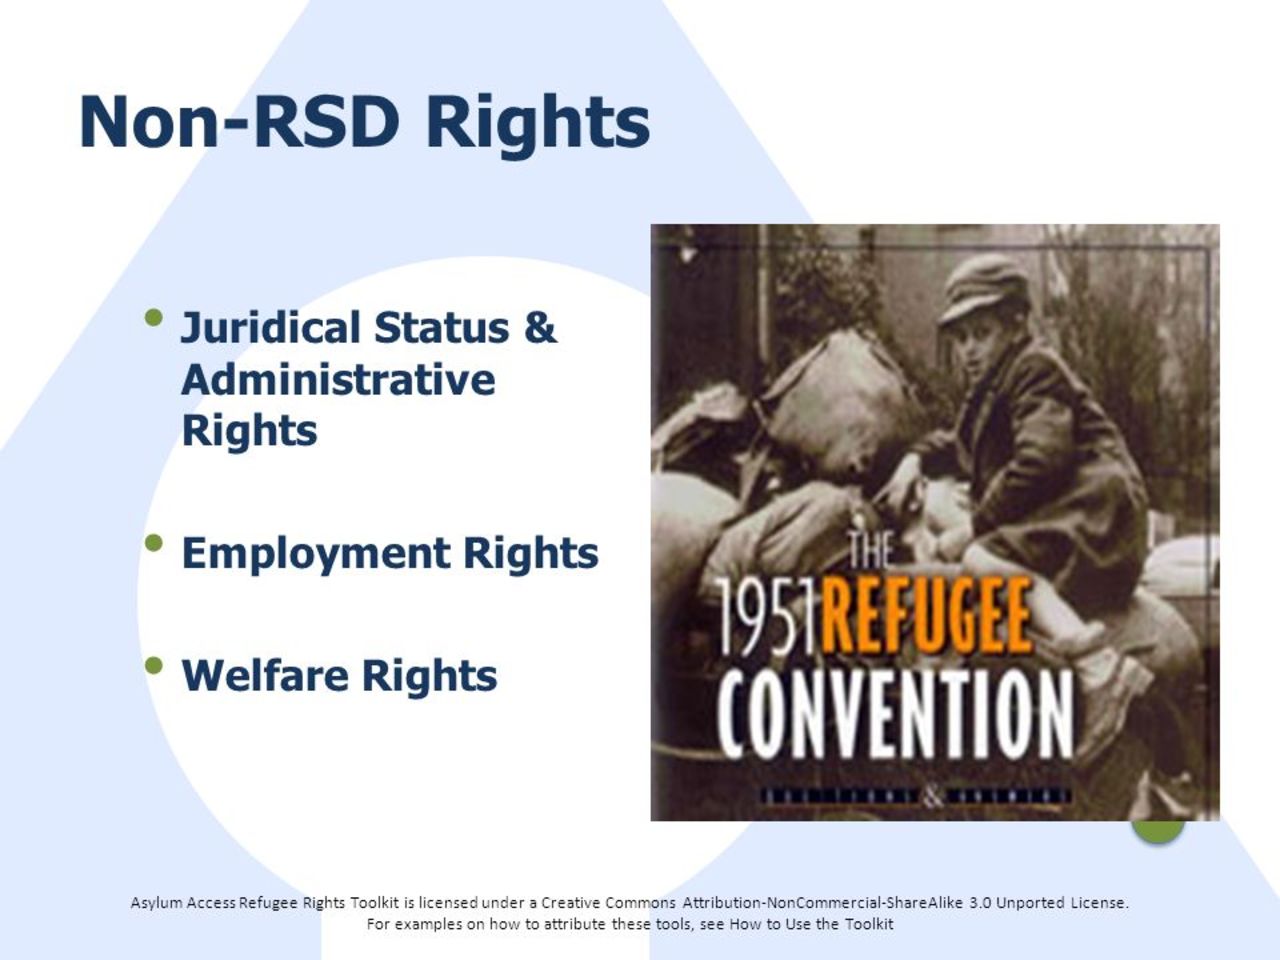 Non-RSD Rights
• Juridical Status &
Administrative
Rights
• Employment Rights
• Welfare Rights
THE
1951 REFUGEE
CONVENTION
QUESTIONS & ANSWERS
Asylum Access Refugee Rights Toolkit is licensed under a Creative Commons Attribution-NonCommercial-ShareAlike 3.0 Unported License.
For examples on how to attribute these tools, see How to Use the Toolkit